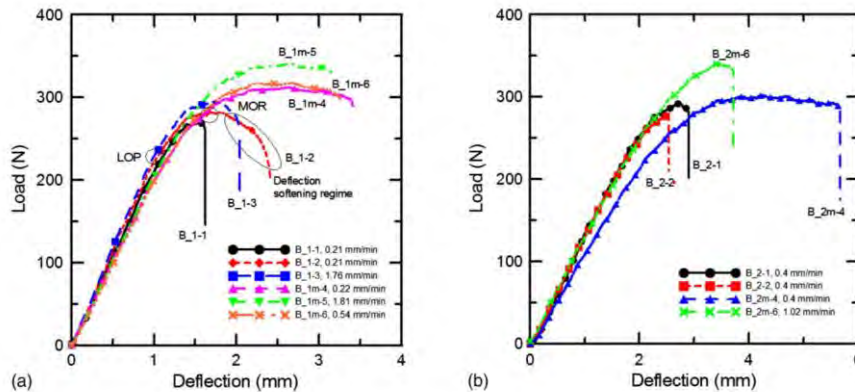 400
300
200
100
0
Load (N)
0
1
2
3
4
Deflection (mm)
(a)
B_1m-5
B_1m-6
B_1m-4
MOR
LOP
B_1-2
Deflection
softening regime
B_1-3
B_1-1
B_1-1, 0.21 mm/min
B_1-2, 0.21 mm/min
B_1-3, 1.76 mm/min
B_1m-4, 0.22 mm/min
B_1m-5, 1.81 mm/min
B_1m-6, 0.54 mm/min
400
300
200
100
0
Load (N)
0
2
4
6
Deflection (mm)
(b)
B_2m-6
B_2-1
B_2-2
B_2m-4
B_2-1, 0.4 mm/min
B_2-2, 0.4 mm/min
B_2m-4, 0.4 mm/min
B_2m-6, 1.02 mm/min